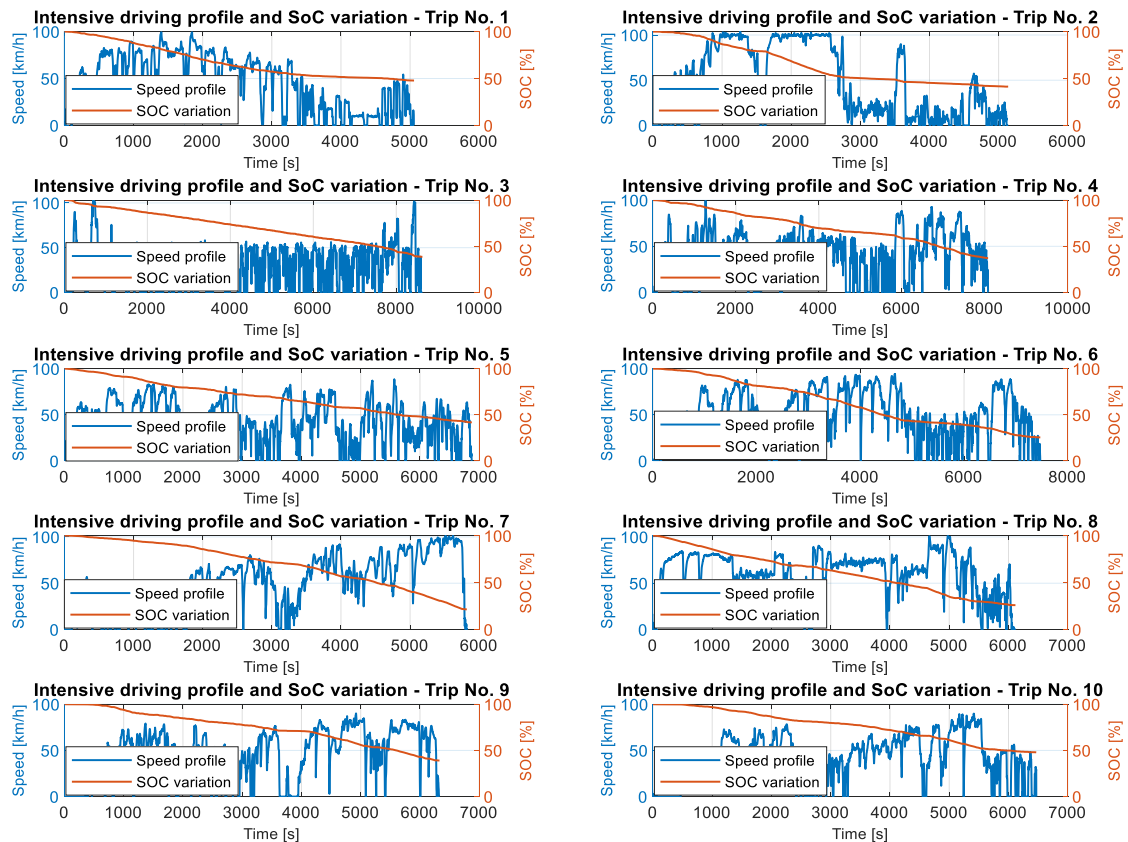 Intensive driving profile and SoC variation - Trip No. 1
100
50
0
Speed [km/h]
100
50
0
SOC [%]
Speed profile
SOC variation
0 1000 2000 3000 4000 5000 6000
Time [s]
Intensive driving profile and SoC variation - Trip No. 2
100
50
0
Speed [km/h]
100
50
0
SOC [%]
Speed profile
SOC variation
0 1000 2000 3000 4000 5000 6000
Time [s]
Intensive driving profile and SoC variation - Trip No. 3
100
50
0
Speed [km/h]
100
50
0
SOC [%]
Speed profile
SOC variation
0 2000 4000 6000 8000 10000
Time [s]
Intensive driving profile and SoC variation - Trip No. 4
100
50
0
Speed [km/h]
100
50
0
SOC [%]
Speed profile
SOC variation
0 2000 4000 6000 8000 10000
Time [s]
Intensive driving profile and SoC variation - Trip No. 5
100
50
0
Speed [km/h]
100
50
0
SOC [%]
Speed profile
SOC variation
0 1000 2000 3000 4000 5000 6000 7000
Time [s]
Intensive driving profile and SoC variation - Trip No. 6
100
50
0
Speed [km/h]
100
50
0
SOC [%]
Speed profile
SOC variation
0 2000 4000 6000 8000
Time [s]
Intensive driving profile and SoC variation - Trip No. 7
100
50
0
Speed [km/h]
100
50
0
SOC [%]
Speed profile
SOC variation
0 1000 2000 3000 4000 5000 6000
Time [s]
Intensive driving profile and SoC variation - Trip No. 8
100
50
0
Speed [km/h]
100
50
0
SOC [%]
Speed profile
SOC variation
0 1000 2000 3000 4000 5000 6000 7000
Time [s]
Intensive driving profile and SoC variation - Trip No. 9
100
50
0
Speed [km/h]
100
50
0
SOC [%]
Speed profile
SOC variation
0 1000 2000 3000 4000 5000 6000 7000
Time [s]
Intensive driving profile and SoC variation - Trip No. 10
100
50
0
Speed [km/h]
100
50
0
SOC [%]
Speed profile
SOC variation
0 1000 2000 3000 4000 5000 6000 7000
Time [s]